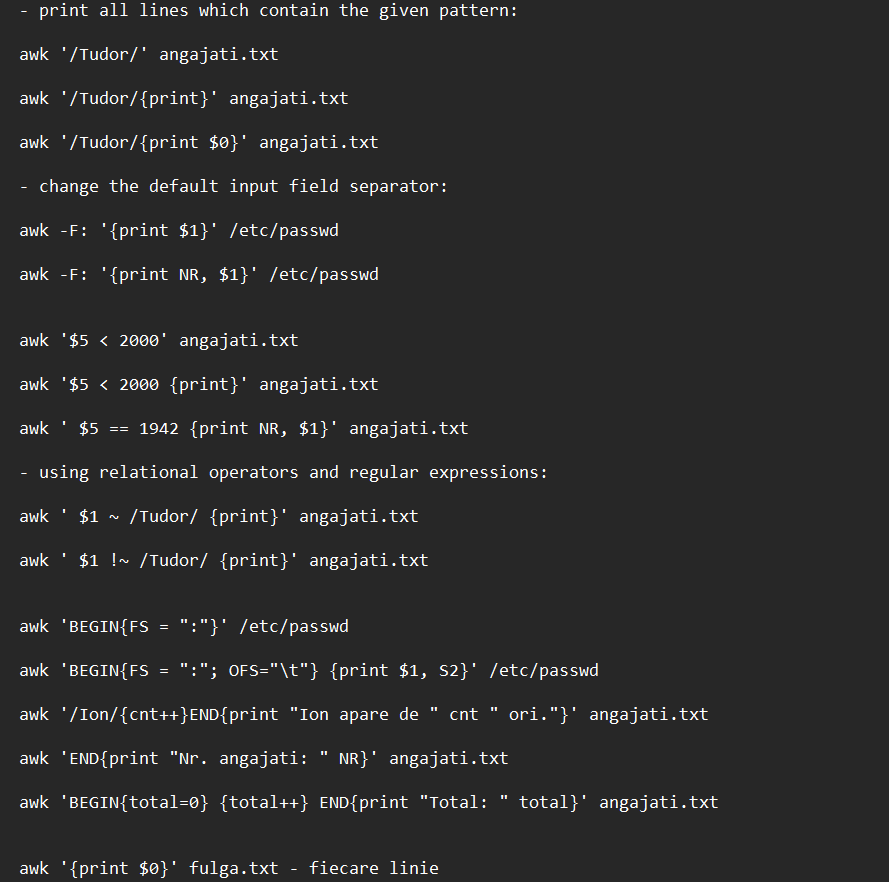 - print all lines which contain the given pattern:
awk '/Tudor/' angajati.txt
awk '/Tudor/{print}' angajati.txt
awk '/Tudor/{print $0}' angajati.txt
- change the default input field separator:
awk -F: '{print $1}' /etc/passwd
awk -F: '{print NR, $1}' /etc/passwd
awk '$5 < 2000' angajati.txt
awk '$5 < 2000 {print}' angajati.txt
awk ' $5 == 1942 {print NR, $1}' angajati.txt
- using relational operators and regular expressions:
awk ' $1 ~ /Tudor/ {print}' angajati.txt
awk ' $1 !~ /Tudor/ {print}' angajati.txt
awk 'BEGIN{FS = ":"}' /etc/passwd
awk 'BEGIN{FS = ":"; OFS="\t"} {print $1, S2}' /etc/passwd
awk '/Ion/{cnt++}END{print "Ion apare de " cnt " ori."}' angajati.txt
awk 'END{print "Nr. angajati: " NR}' angajati.txt
awk 'BEGIN{total=0} {total++} END{print "Total: " total}' angajati.txt
awk '{print $0}' fulga.txt - fiecare linie